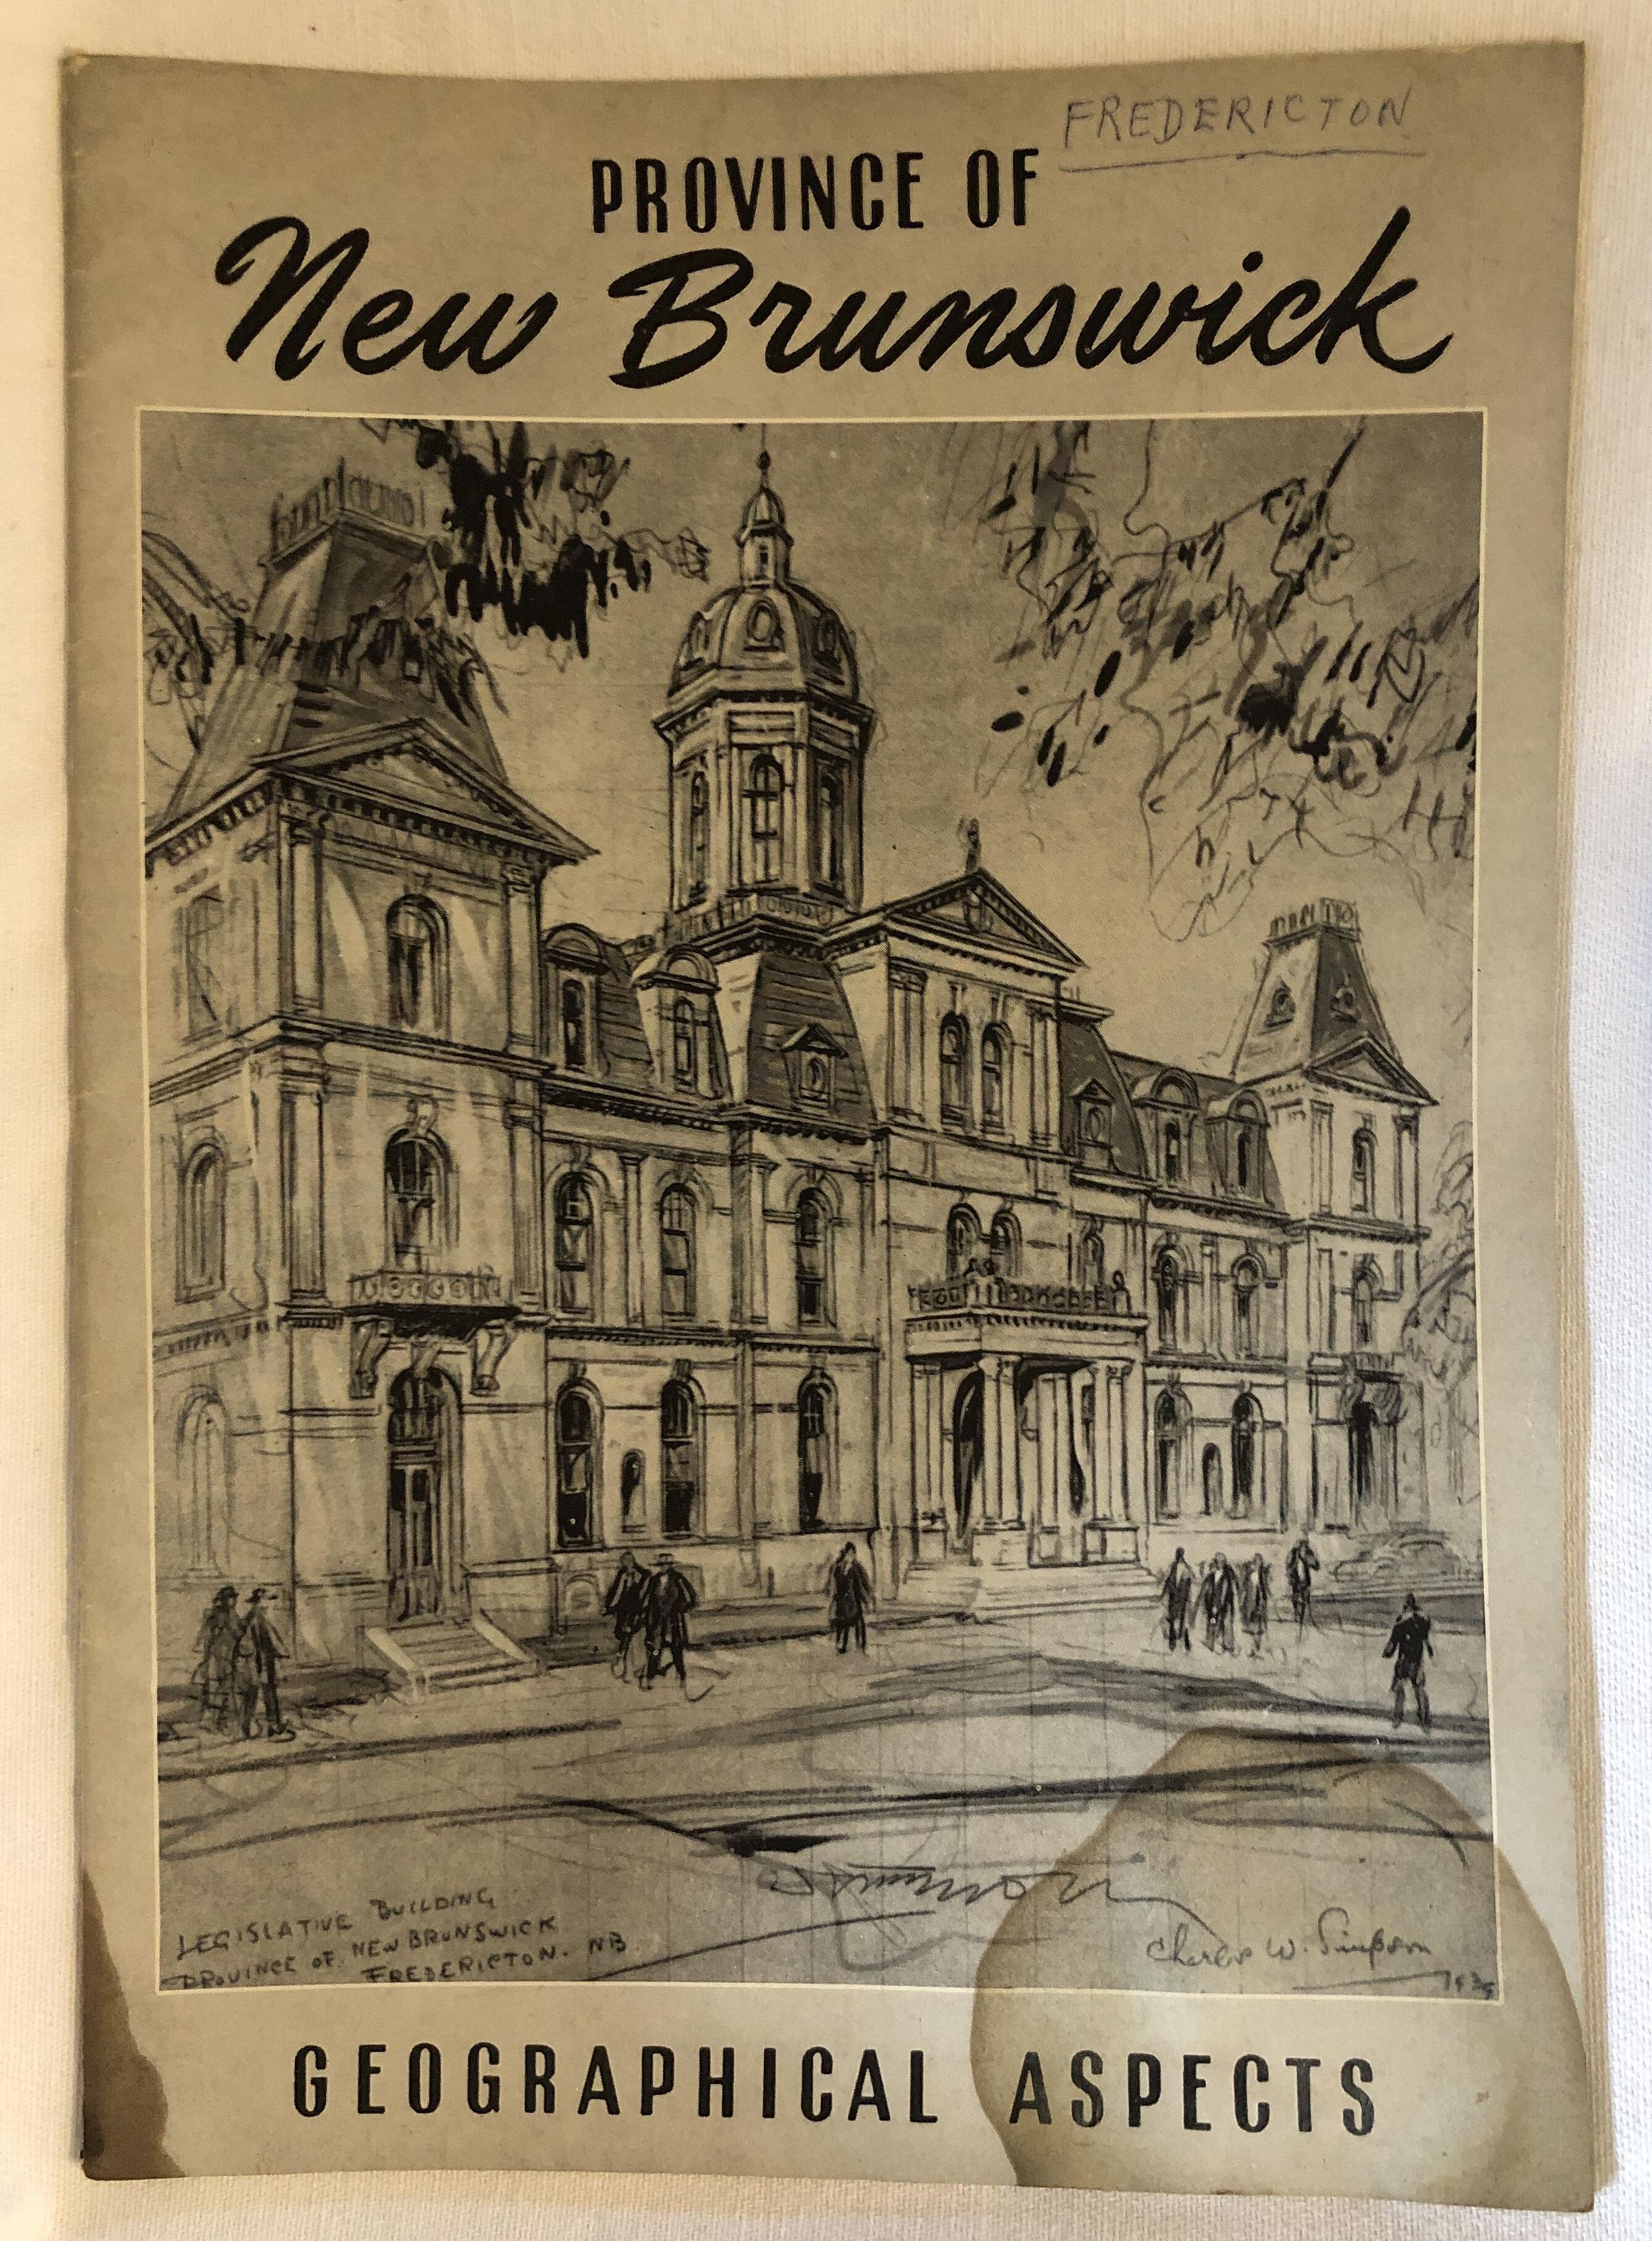 FREDERICTON
PROVINCE OF
New Brunswick
LEGISLATIVE BUILDING
PROVINCE OF NEW BRUNSWICK
FREDERICTON. NB
Charles W. Simpson
GEOGRAPHICAL ASPECTS